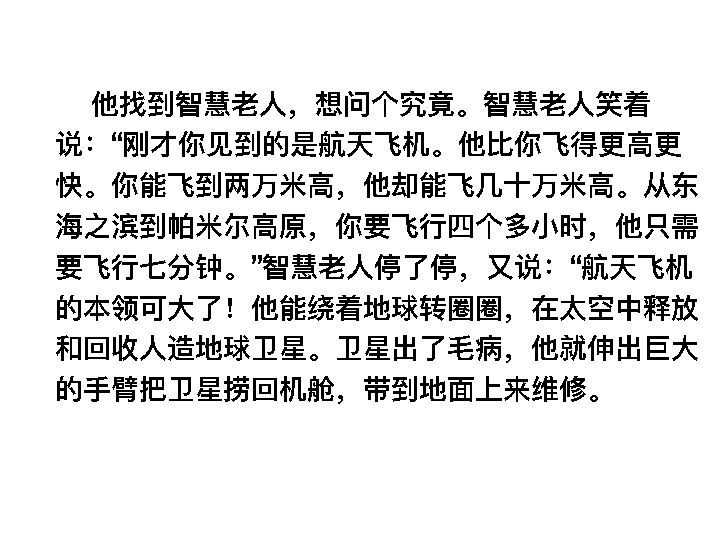 他找到智慧老人，想问个究竟。智慧老人笑着
说：“刚才你见到的是航天飞机。他比你飞得更高更
快。你能飞到两万米高，他却能飞几十万米高。从东
海之滨到帕米尔高原，你要飞行四个多小时，他只需
要飞行七分钟。”智慧老人停了停，又说：“航天飞机
的本领可大了！他能绕着地球转圈圈，在太空中释放
和回收人造地球卫星。卫星出了毛病，他就伸出巨大
的手臂把卫星捞回机舱，带到地面上来维修。